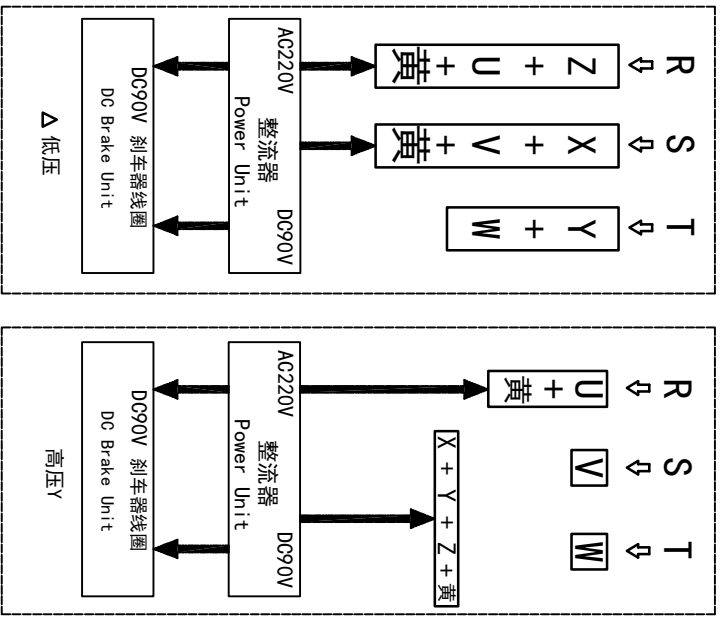 R S T
Z + U + 黄
X + V + 黄
Y + W
AC220V 整流器 DC90V
Power Unit
DC90V 刹车器线圈
DC Brake Unit
△ 低压
R S T
U + 黄
V
W
X + Y + Z + 黄
AC220V 整流器 DC90V
Power Unit
DC90V 刹车器线圈
DC Brake Unit
高压Y